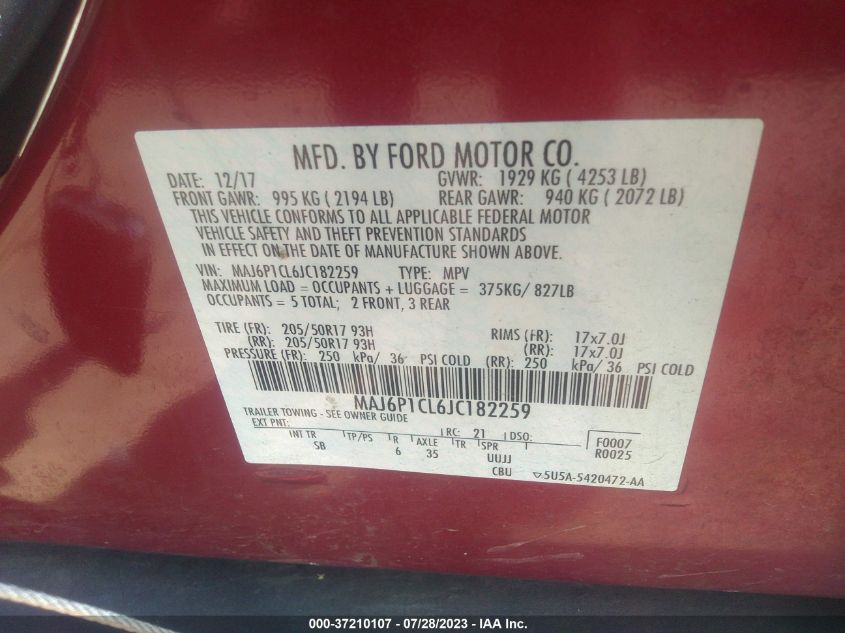 MFD. BY FORD MOTOR CO.
DATE: 12/17 GVWR: 1929 KG ( 4253 LB)
FRONT GAWR: 995 KG ( 2194 LB) REAR GAWR: 940 KG ( 2072 LB)
THIS VEHICLE CONFORMS TO ALL APPLICABLE FEDERAL MOTOR
VEHICLE SAFETY AND THEFT PREVENTION STANDARDS
IN EFFECT ON THE DATE OF MANUFACTURE SHOWN ABOVE.
VIN: MAJ6P1CL6JC182259 TYPE: MPV
MAXIMUM LOAD = OCCUPANTS + LUGGAGE = 375KG/ 827LB
OCCUPANTS = 5 TOTAL; 2 FRONT, 3 REAR
TIRE (FR): 205/50R17 93H RIMS (FR): 17x7.0J
(RR): 205/50R17 93H (RR): 17x7.0J
PRESSURE (FR): 250 kPa/ 36 PSI COLD (RR): 250 kPa/ 36 PSI COLD
MAJ6P1CL6JC182259
TRAILER TOWING - SEE OWNER GUIDE
EXT PNT: RC: 21 DSO:
INT TR TP/PS R AXLE TR SPR F0007
SB 6 35 UUJJ R0025
CBU 5U5A-5420472-AA
000-37210107 / 07/28/2023 - IAA Inc.